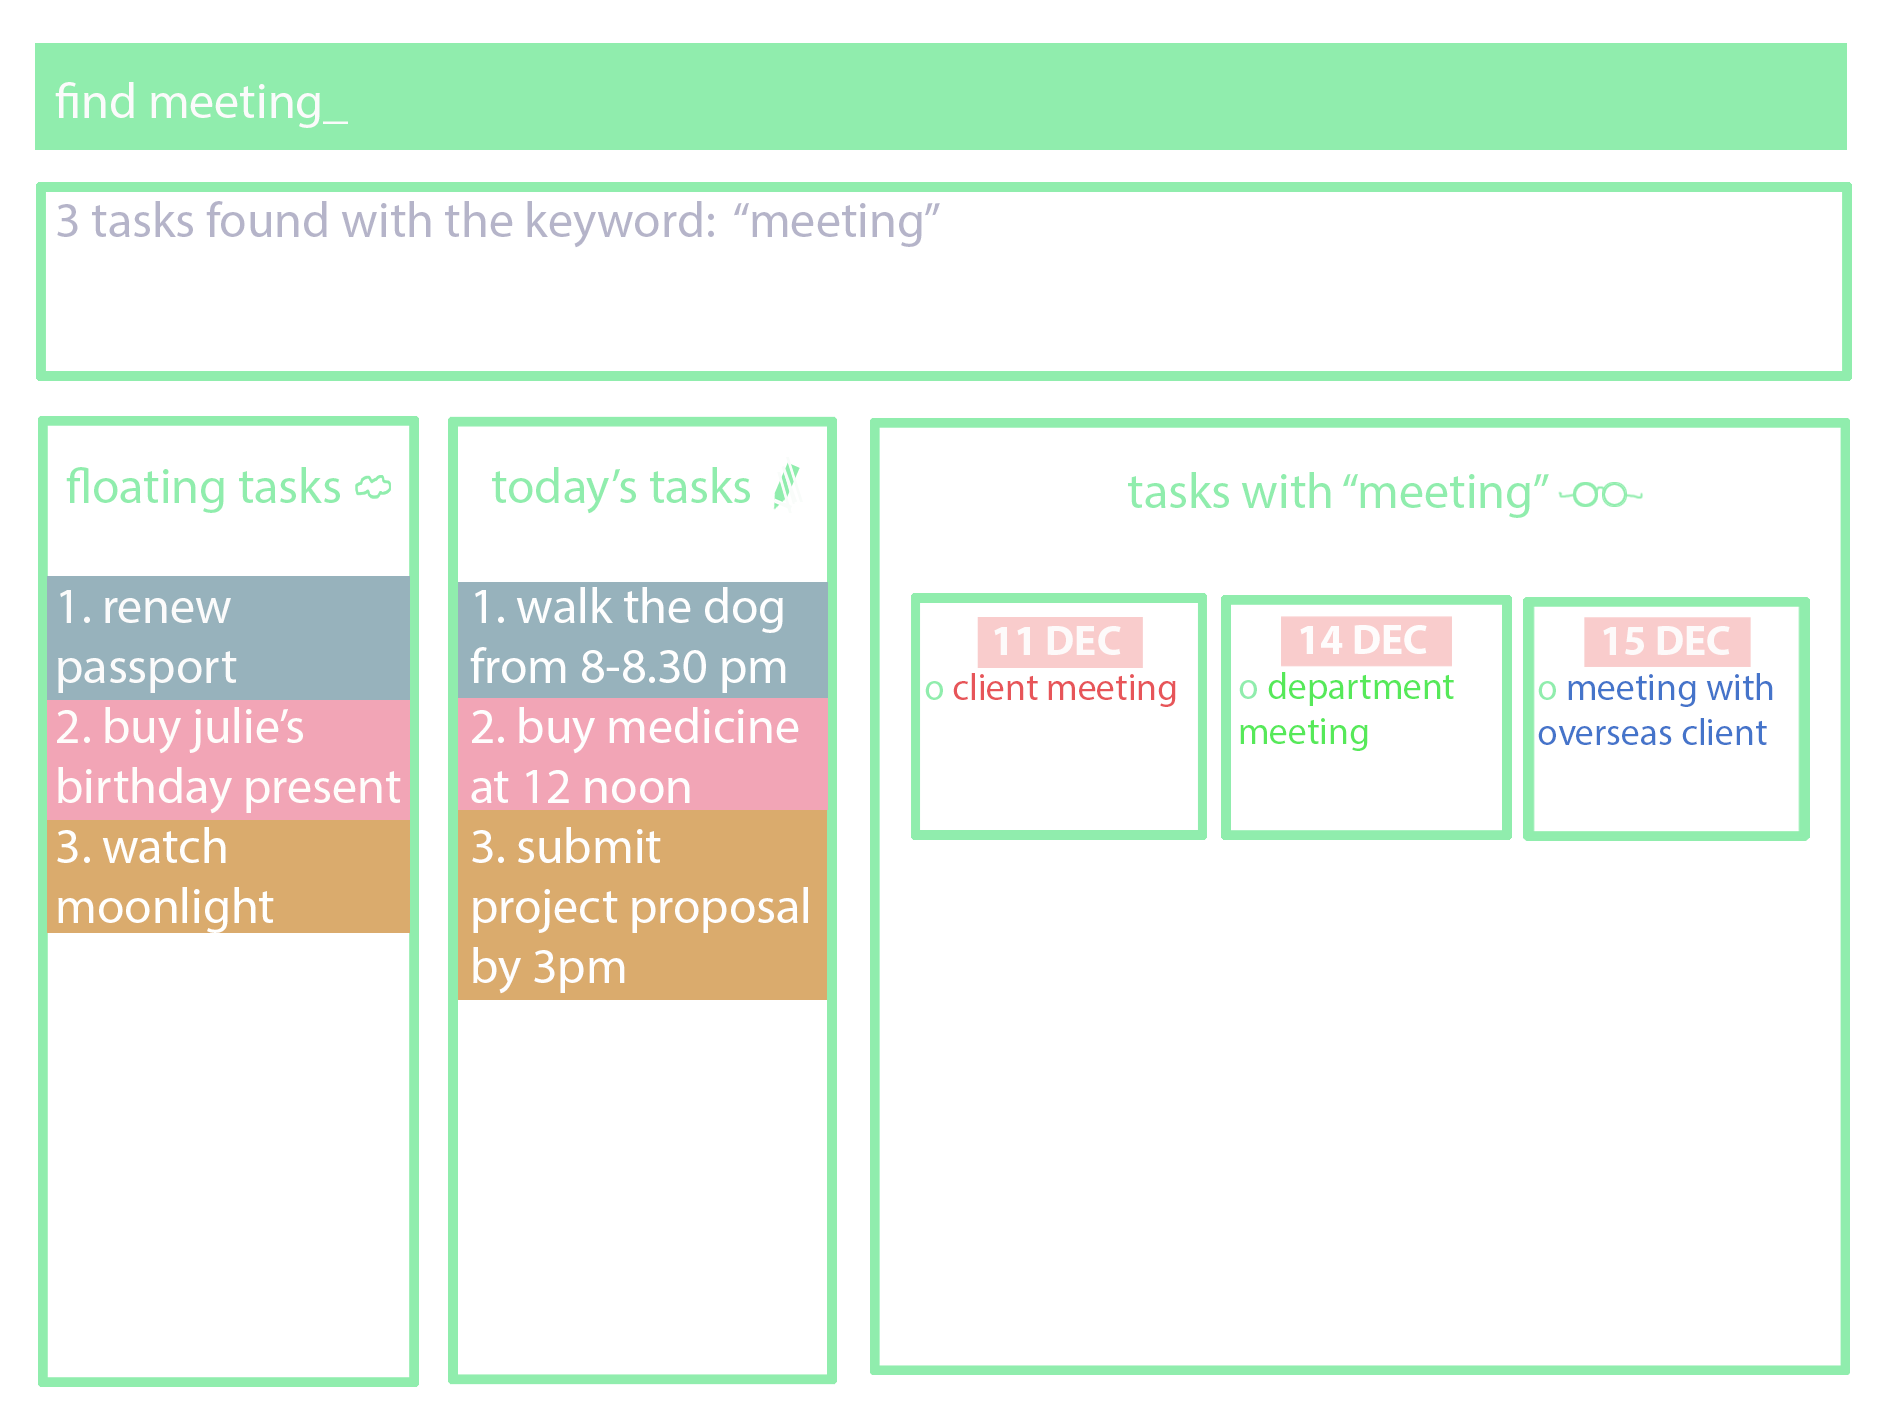 find meeting_
3 tasks found with the keyword: “meeting”
floating tasks
1. renew
passport
2. buy julie’s
birthday present
3. watch
moonlight
today’s tasks
1. walk the dog
from 8-8.30 pm
2. buy medicine
at 12 noon
3. submit
project proposal
by 3pm
tasks with “meeting”
11 DEC
o client meeting
14 DEC
o department
meeting
15 DEC
o meeting with
overseas client